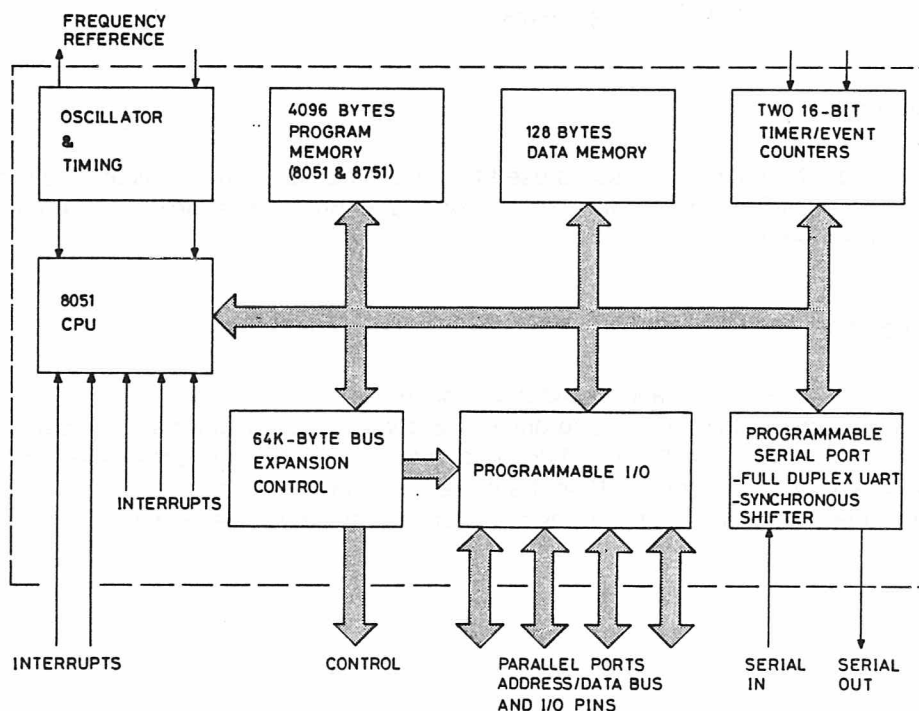 FREQUENCY
REFERENCE
OSCILLATOR
&
TIMING
4096 BYTES
PROGRAM
MEMORY
(8051 & 8751)
128 BYTES
DATA MEMORY
TWO 16-BIT
TIMER/EVENT
COUNTERS
8051
CPU
64K-BYTE BUS
EXPANSION
CONTROL
PROGRAMMABLE I/O
PROGRAMMABLE
SERIAL PORT
-FULL DUPLEX UART
-SYNCHRONOUS
SHIFTER
INTERRUPTS
INTERRUPTS
CONTROL
PARALLEL PORTS
ADDRESS/DATA BUS
AND I/O PINS
SERIAL
IN
SERIAL
OUT